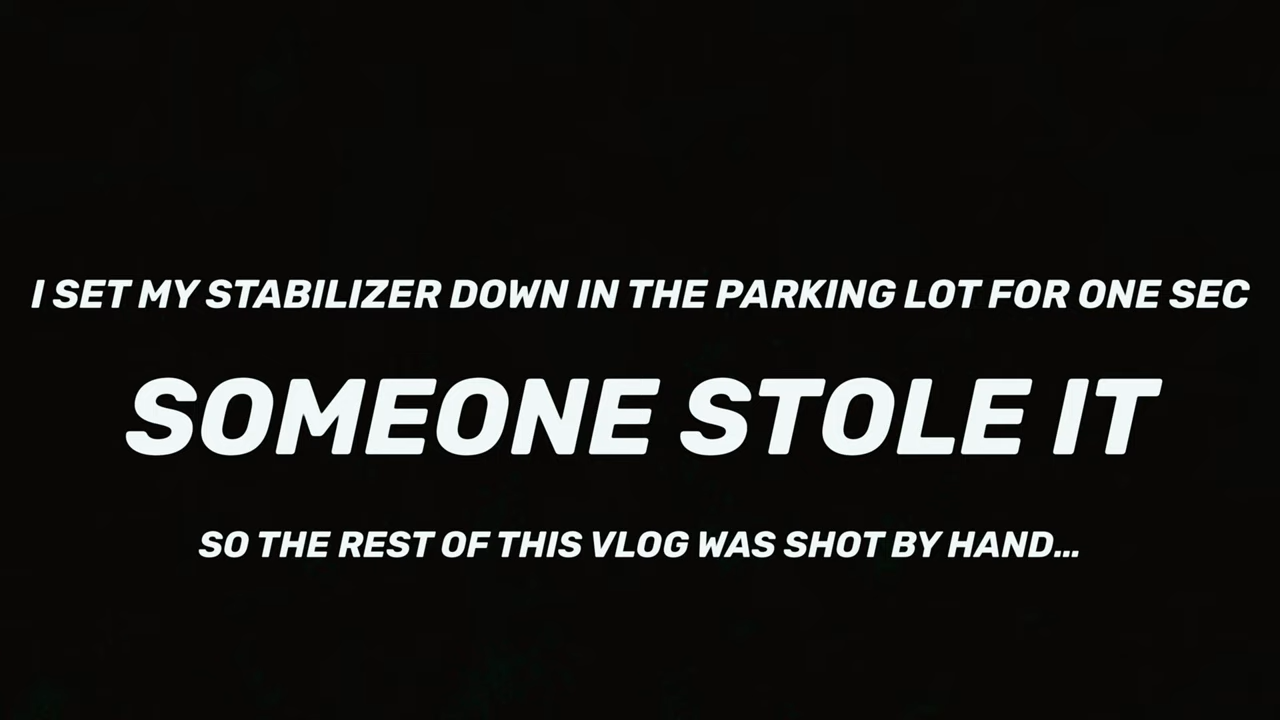 I SET MY STABILIZER DOWN IN THE PARKING LOT FOR ONE SEC
SOMEONE STOLE IT
SO THE REST OF THIS VLOG WAS SHOT BY HAND...